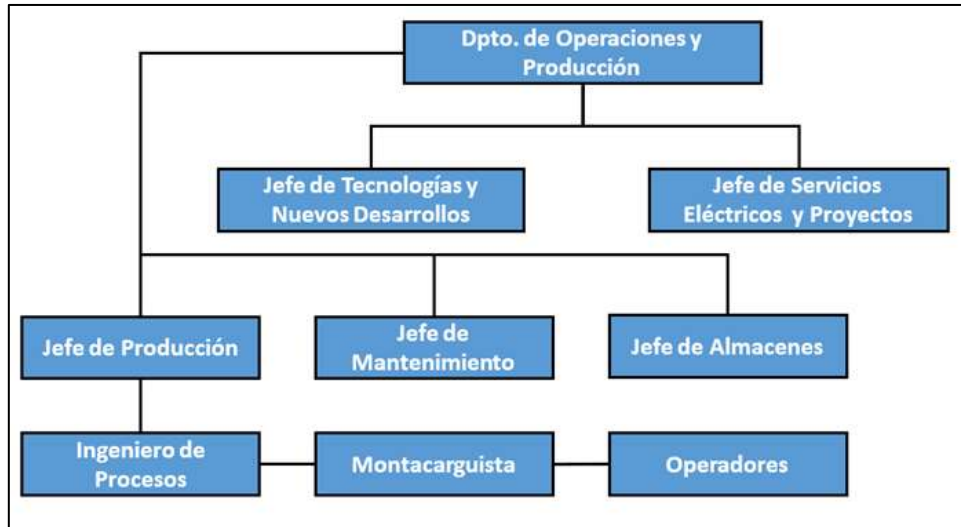 Dpto. de Operaciones y
Producción
Jefe de Tecnologías y
Nuevos Desarrollos
Jefe de Servicios
Eléctricos y Proyectos
Jefe de Producción
Jefe de
Mantenimiento
Jefe de Almacenes
Ingeniero de
Procesos
Montacarguista
Operadores